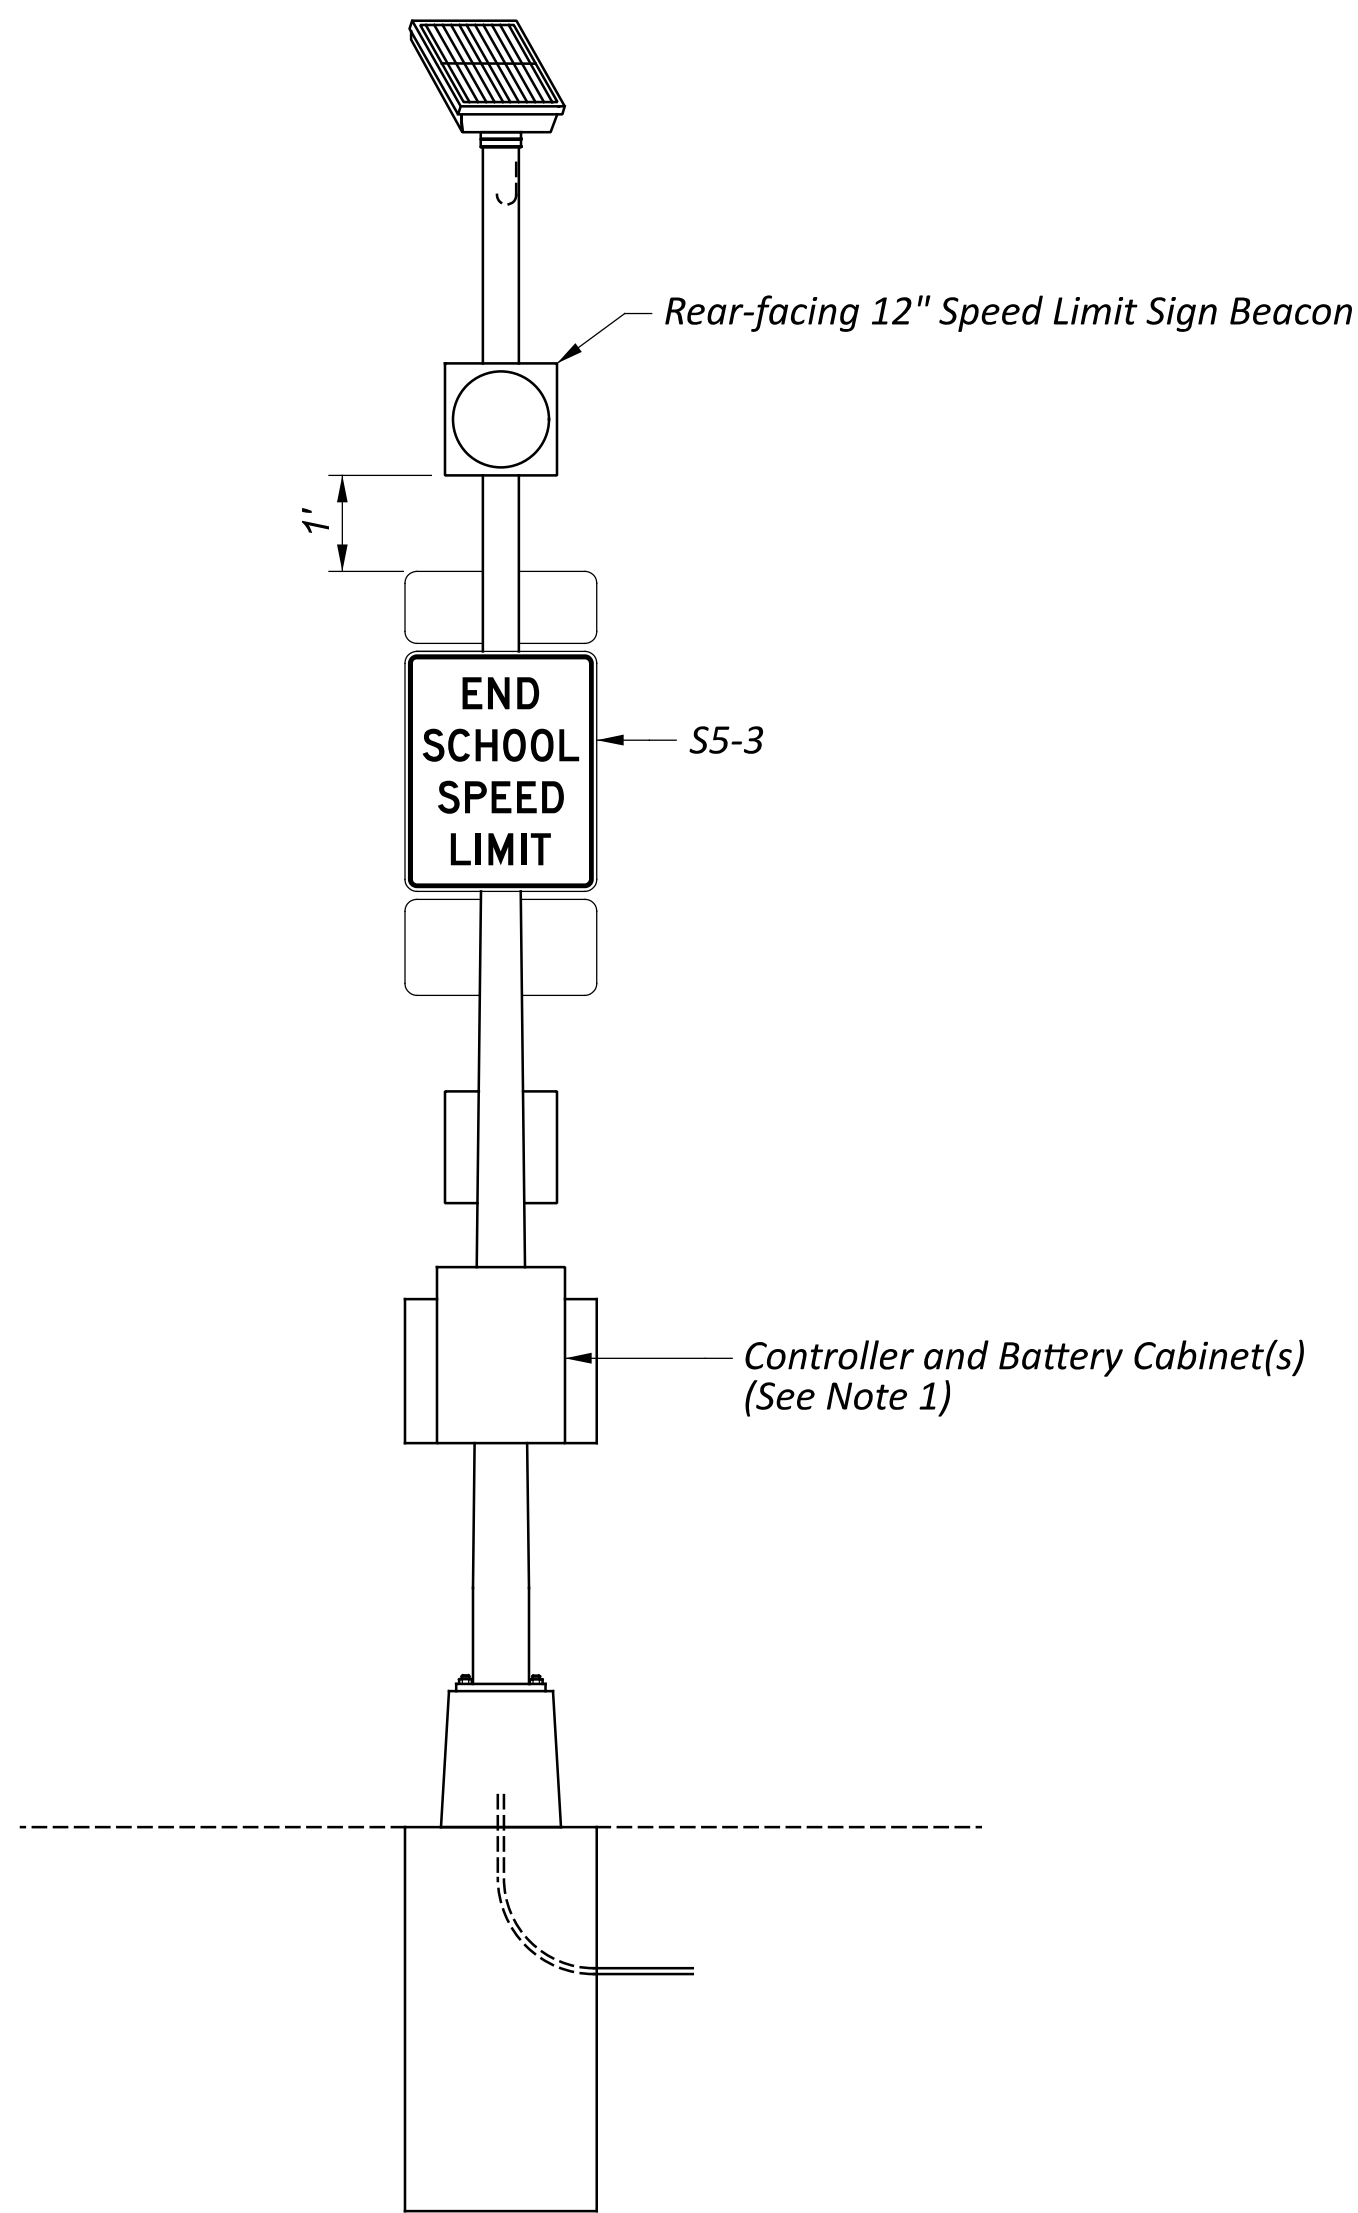 Rear-facing 12" Speed Limit Sign Beacon
1'
END
SCHOOL
SPEED
LIMIT
S5-3
Controller and Battery Cabinet(s)
(See Note 1)